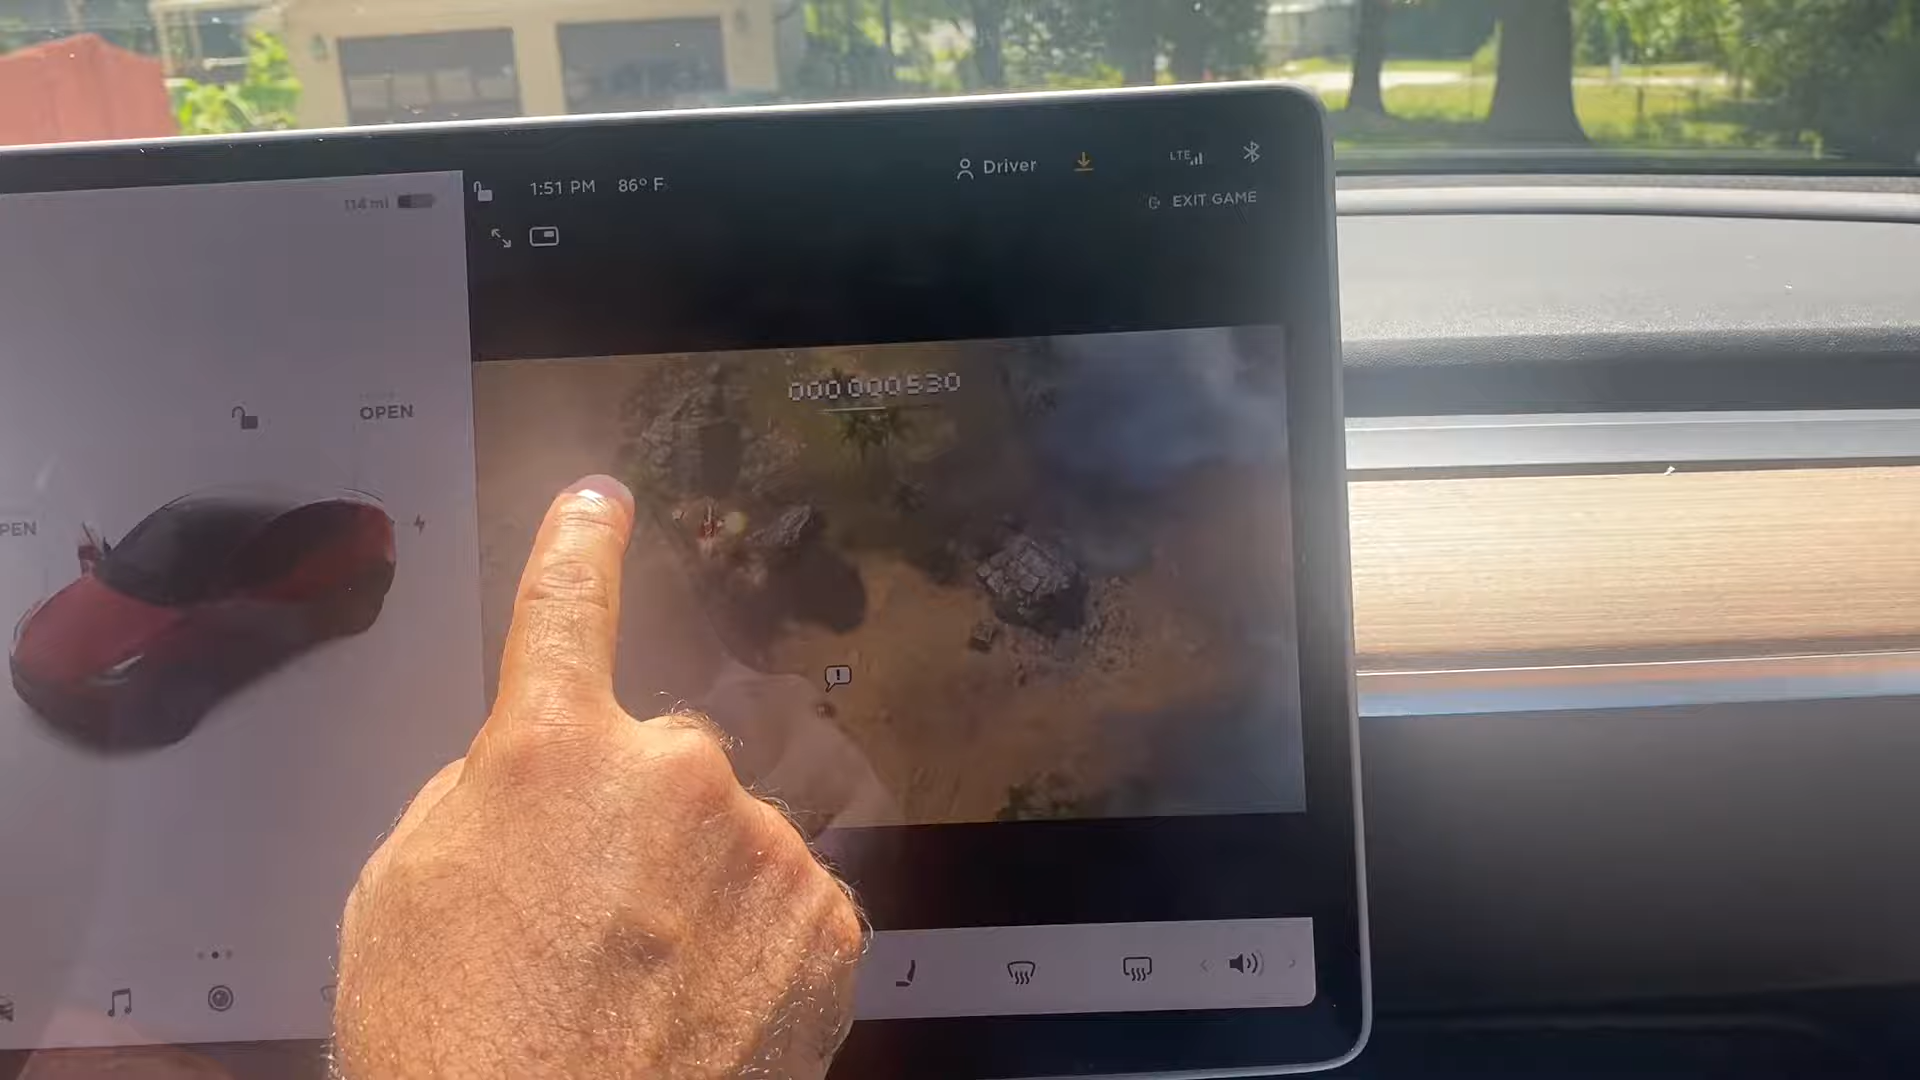 Driver
LTE
1:51 PM 86° F
114 mi
EXIT GAME
000000530
OPEN
PEN
!